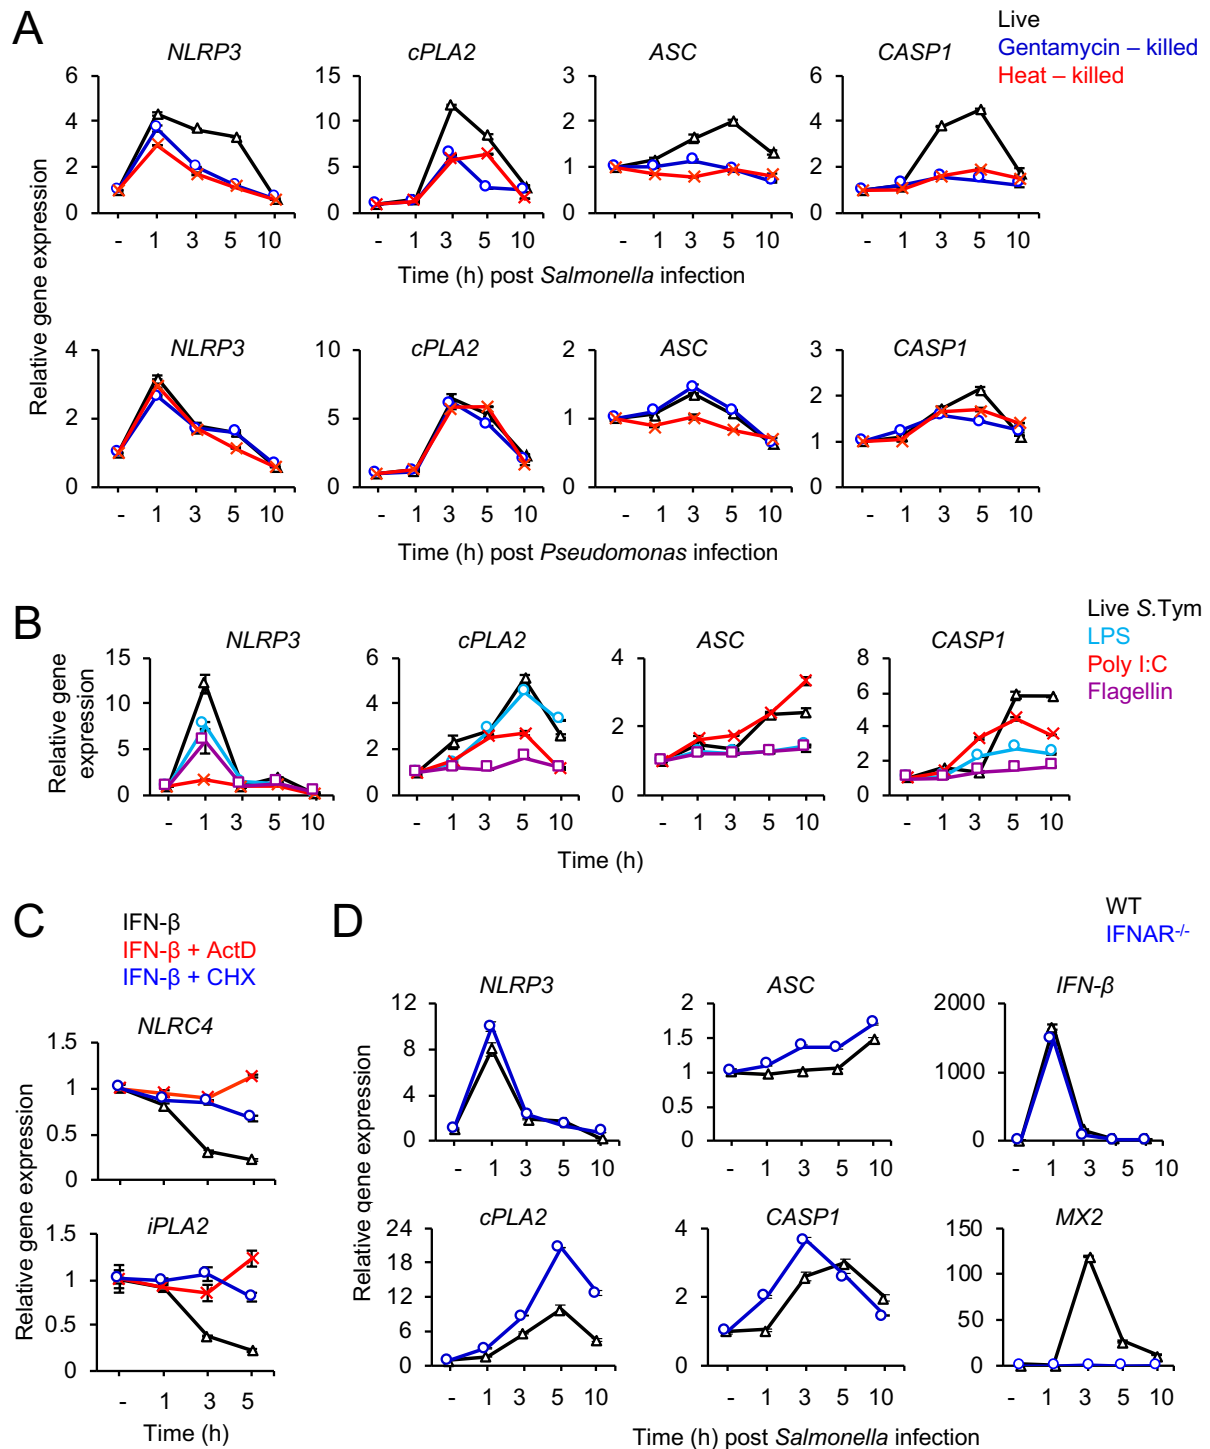 A
Live
Gentamycin – killed
Heat – killed
NLRP3
cPLA2
ASC
CASP1
6
4
2
0
15
10
5
0
3
2
1
0
6
4
2
0
- 1 3 5 10
- 1 3 5 10
- 1 3 5 10
- 1 3 5 10
Time (h) post Salmonella infection
Relative gene expression
NLRP3
cPLA2
ASC
CASP1
4
2
0
10
5
0
2
1
0
3
2
1
0
- 1 3 5 10
- 1 3 5 10
- 1 3 5 10
- 1 3 5 10
Time (h) post Pseudomonas infection
B
Live S.Tym
LPS
Poly I:C
Flagellin
NLRP3
cPLA2
ASC
CASP1
Relative gene
expression
15
10
5
0
6
4
2
0
4
2
0
8
6
4
2
0
- 1 3 5 10
- 1 3 5 10
- 1 3 5 10
- 1 3 5 10
Time (h)
C
IFN-β
IFN-β + ActD
IFN-β + CHX
NLRC4
1.5
1
0.5
0
Relative gene expression
iPLA2
1.5
1
0.5
0
- 1 3 5
Time (h)
D
WT
IFNAR-/-
NLRP3
ASC
IFN-β
12
8
4
0
2
1.5
1
0.5
0
2000
1000
0
- 1 3 5 10
- 1 3 5 10
- 1 3 5 10
Relative gene expression
cPLA2
CASP1
MX2
24
18
12
6
0
4
2
0
150
100
50
0
- 1 3 5 10
- 1 3 5 10
- 1 3 5 10
Time (h) post Salmonella infection